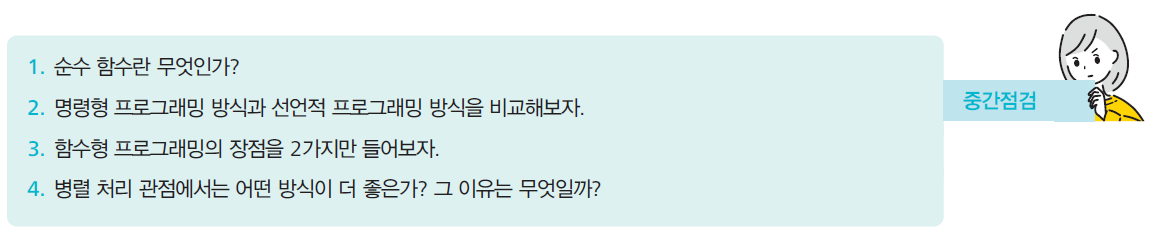 1. 순수 함수란 무엇인가?
2. 명령형 프로그래밍 방식과 선언적 프로그래밍 방식을 비교해보자.
3. 함수형 프로그래밍의 장점을 2가지만 들어보자.
4. 병렬 처리 관점에서는 어떤 방식이 더 좋은가? 그 이유는 무엇일까?
중간점검